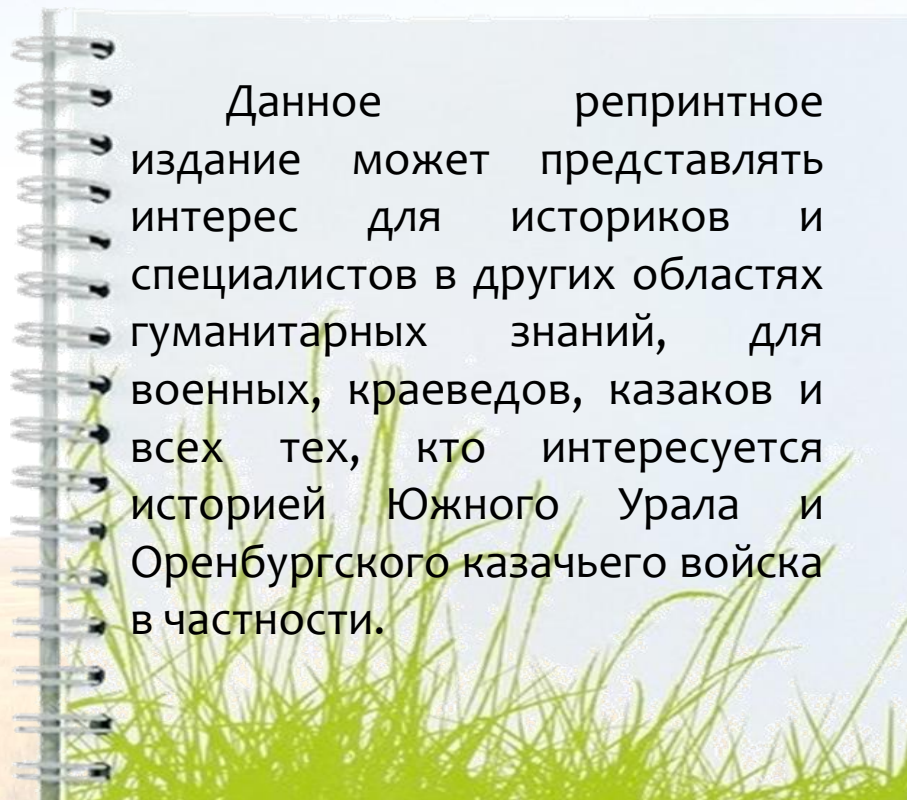 Данное репринтное
издание может представлять
интерес для историков и
специалистов в других областях
гуманитарных знаний, для
военных, краеведов, казаков и
всех тех, кто интересуется
историей Южного Урала и
Оренбургского казачьего войска
в частности.